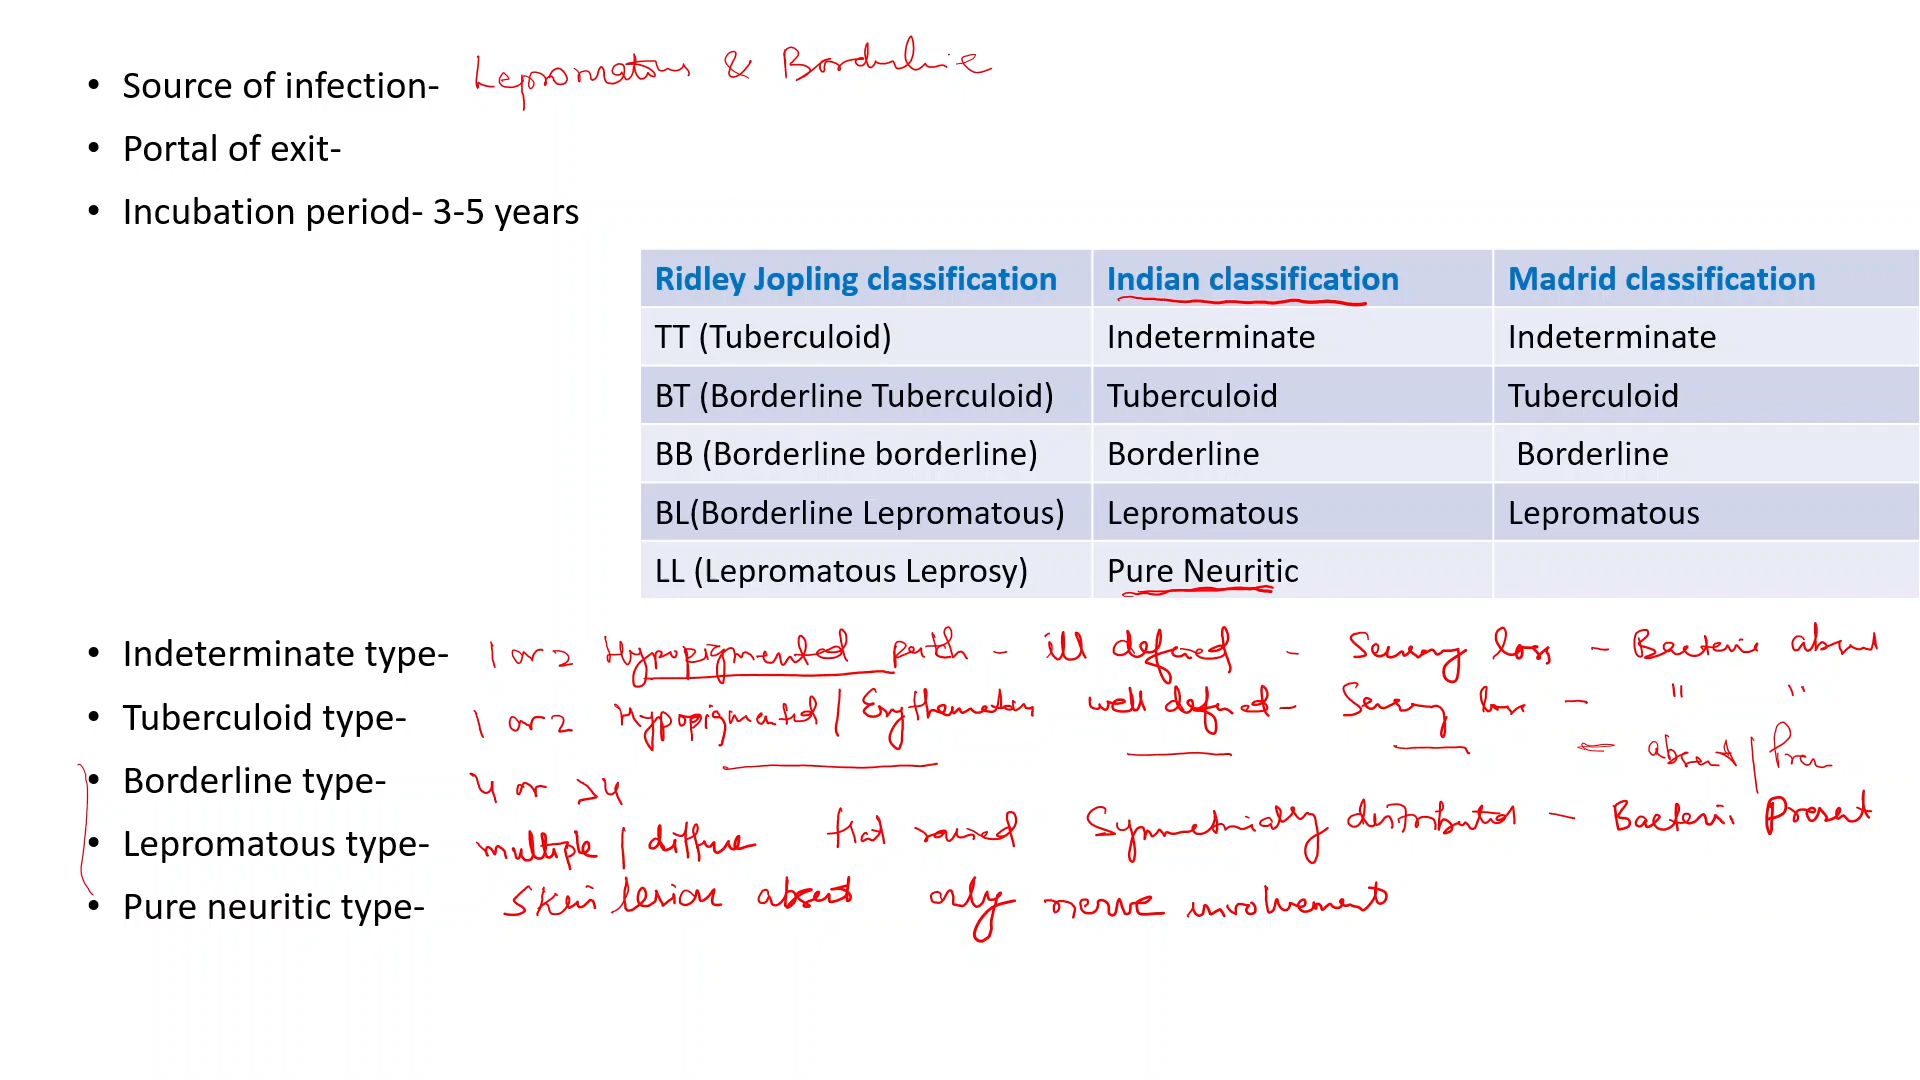 • Source of infection- Lepromatous & Borderline
• Portal of exit-
• Incubation period- 3-5 years
Ridley Jopling classification Indian classification Madrid classification
TT (Tuberculoid) Indeterminate Indeterminate
BT (Borderline Tuberculoid) Tuberculoid Tuberculoid
BB (Borderline borderline) Borderline Borderline
BL(Borderline Lepromatous) Lepromatous Lepromatous
LL (Lepromatous Leprosy) Pure Neuritic
• Indeterminate type- 1 or 2 Hypopigmented - ill defined - Sensory loss - Bacteria absent
• Tuberculoid type- 1 or 2 Hypopigmented / Erythematous well defined - Sensory loss - " "
• Borderline type- 4 or >4 - absent /
• Lepromatous type- multiple / diffuse flat raised Symmetrically distributed - Bacteria Present
• Pure neuritic type- Skin lesion absent only nerve involvement